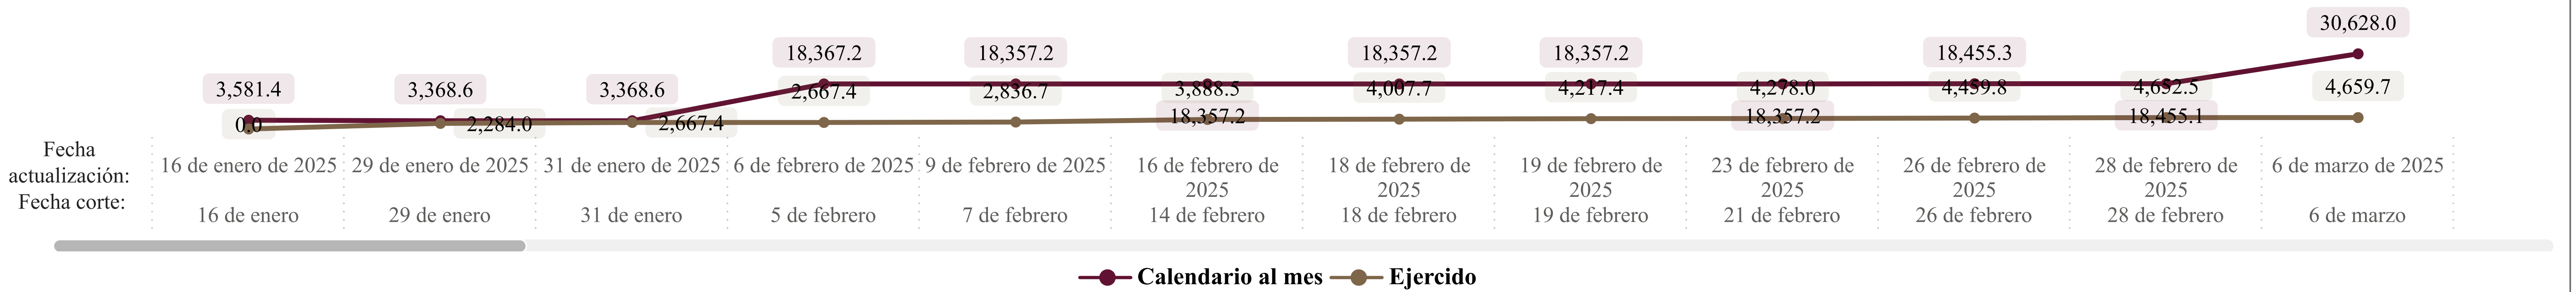 30,628.0
18,367.2 18,357.2 18,357.2 18,357.2 18,455.3
3,581.4 3,368.6 3,368.6 2,667.4 2,836.7 3,888.5 4,007.7 4,217.4 4,278.0 4,459.8 4,652.5 4,659.7
0.0 2,284.0 2,667.4 18,357.2 18,357.2 18,455.1
Fecha
actualización:
16 de enero de 2025 29 de enero de 2025 31 de enero de 2025 6 de febrero de 2025 9 de febrero de 2025 16 de febrero de 18 de febrero de 19 de febrero de 23 de febrero de 26 de febrero de 28 de febrero de 6 de marzo de 2025
2025 2025 2025 2025 2025 2025
Fecha corte:
16 de enero 29 de enero 31 de enero 5 de febrero 7 de febrero 14 de febrero 18 de febrero 19 de febrero 21 de febrero 26 de febrero 28 de febrero 6 de marzo
Calendario al mes Ejercido